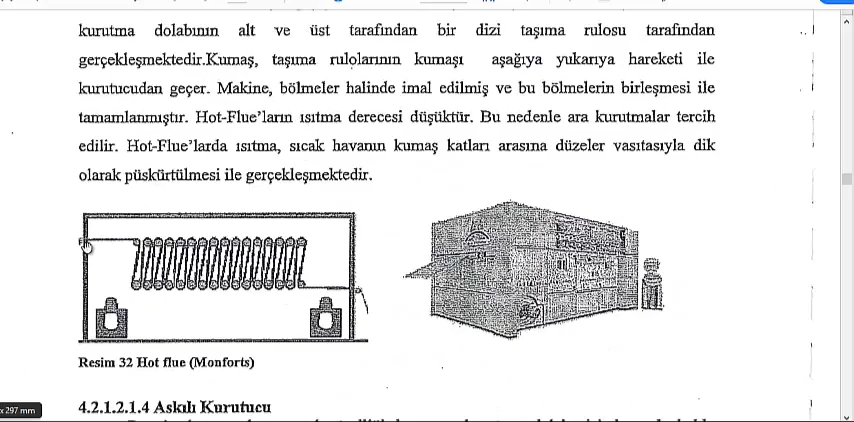 kurutma dolabının alt ve üst tarafından bir dizi taşıma rulosu tarafından
gerçekleşmektedir.Kumaş, taşıma rulolarının kumaşı aşağıya yukarıya hareketi ile
kurutucudan geçer. Makine, bölmeler halinde imal edilmiş ve bu bölmelerin birleşmesi ile
tamamlanmıştır. Hot-Flue’ların ısıtma derecesi düşüktür. Bu nedenle ara kurutmalar tercih
edilir. Hot-Flue’larda ısıtma, sıcak havanın kumaş katları arasına düzeler vasıtasıyla dik
olarak püskürtülmesi ile gerçekleşmektedir.
Resim 32 Hot flue (Monforts)
x 297 mm
4.2.1.2.1.4 Askılı Kurutucu